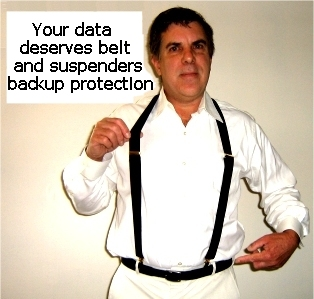 Your data
deserves belt
and suspenders
backup protection